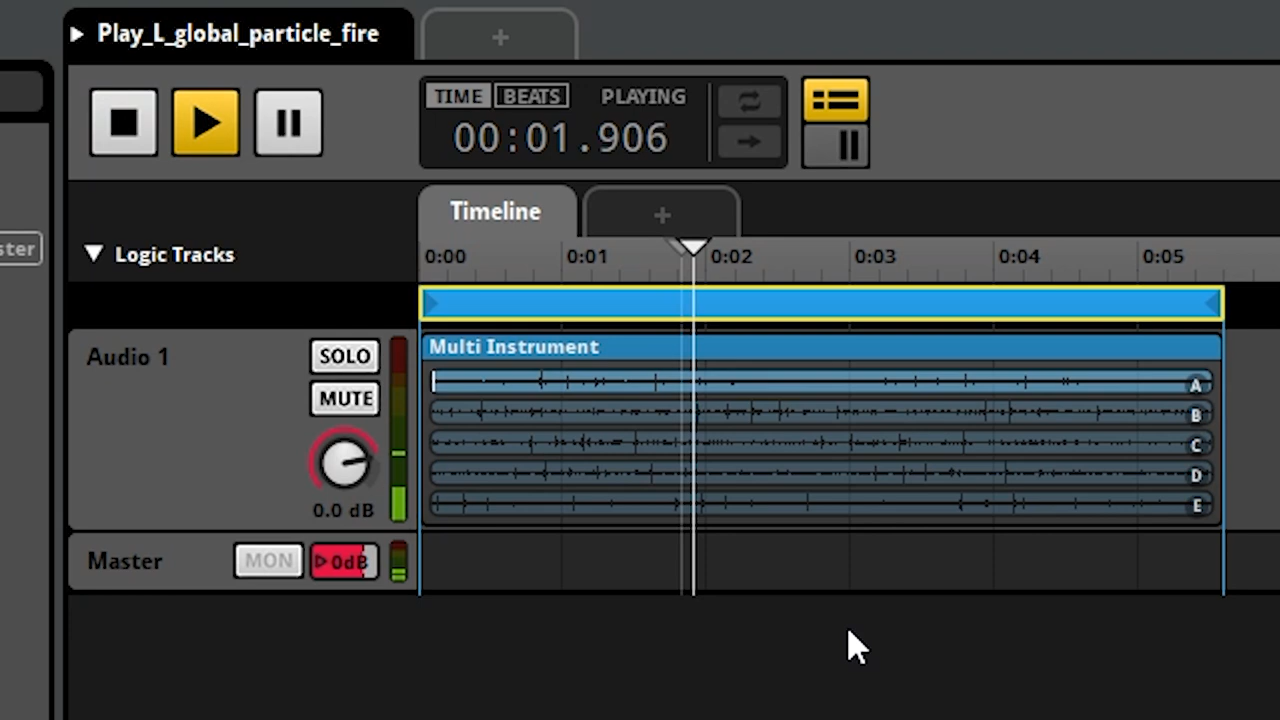 Play_L_global_particle_fire
+
TIME BEATS PLAYING
00:01.906
ster
Timeline
+
Logic Tracks
0:00 0:01 0:02 0:03 0:04 0:05
Multi Instrument
Audio 1
SOLO
MUTE
0.0 dB
A
B
C
D
E
Master
MON
0dB